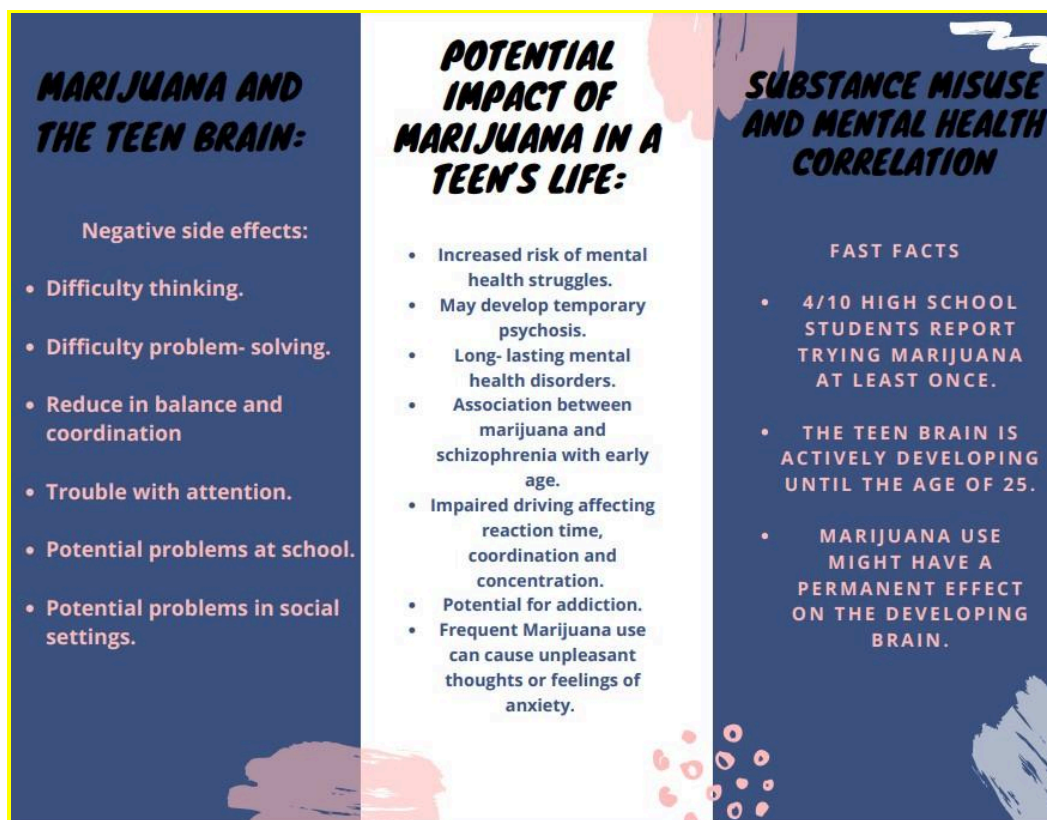 MARIJUANA AND
THE TEEN BRAIN:
Negative side effects:
• Difficulty thinking.
• Difficulty problem- solving.
• Reduce in balance and
coordination
• Trouble with attention.
• Potential problems at school.
• Potential problems in social
settings.
POTENTIAL
IMPACT OF
MARIJUANA IN A
TEEN'S LIFE:
• Increased risk of mental
health struggles.
• May develop temporary
psychosis.
• Long- lasting mental
health disorders.
• Association between
marijuana and
schizophrenia with early
age.
• Impaired driving affecting
reaction time,
coordination and
concentration.
• Potential for addiction.
• Frequent Marijuana use
can cause unpleasant
thoughts or feelings of
anxiety.
SUBSTANCE MISUSE
AND MENTAL HEALTH
CORRELATION
FAST FACTS
• 4/10 HIGH SCHOOL
STUDENTS REPORT
TRYING MARIJUANA
AT LEAST ONCE.
• THE TEEN BRAIN IS
ACTIVELY DEVELOPING
UNTIL THE AGE OF 25.
• MARIJUANA USE
MIGHT HAVE A
PERMANENT EFFECT
ON THE DEVELOPING
BRAIN.